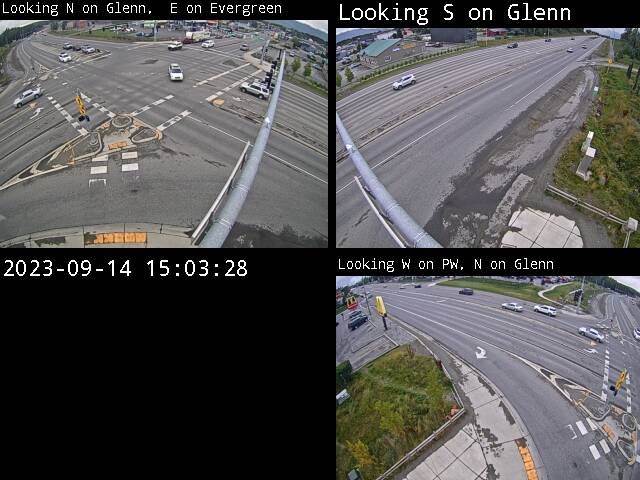 Looking N on Glenn, E on Evergreen
Looking S on Glenn
2023-09-14 15:03:28
Looking W on PW, N on Glenn